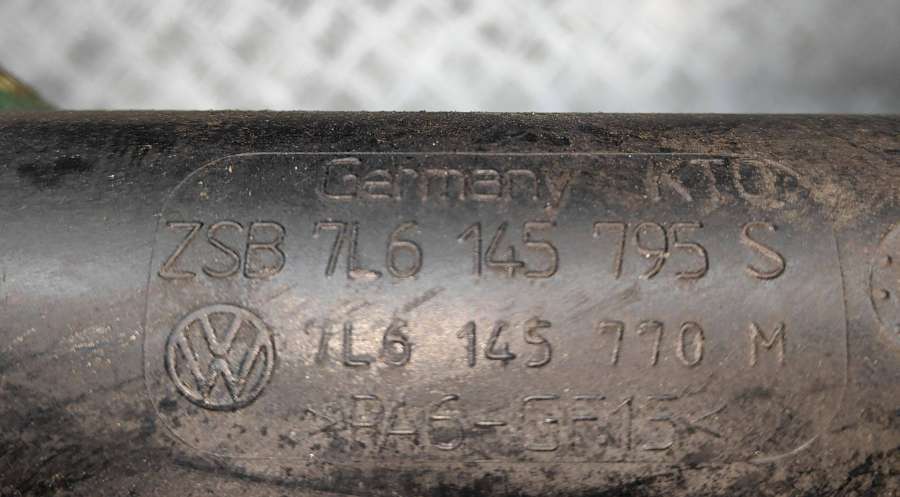 Germany KTO
ZSB 7L6 145 795 S
7L6 145 770 M
>PA6-GF15<